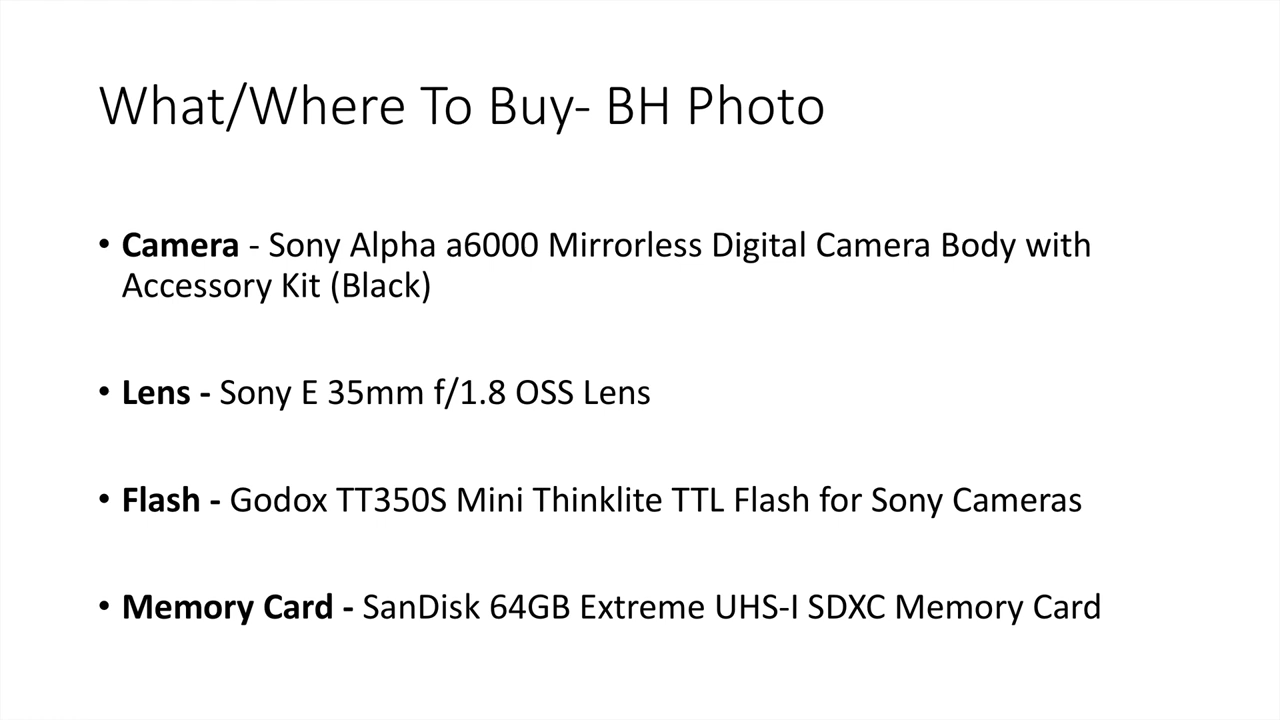 What/Where To Buy- BH Photo
• Camera - Sony Alpha a6000 Mirrorless Digital Camera Body with
Accessory Kit (Black)
• Lens - Sony E 35mm f/1.8 OSS Lens
• Flash - Godox TT350S Mini Thinklite TTL Flash for Sony Cameras
• Memory Card - SanDisk 64GB Extreme UHS-I SDXC Memory Card